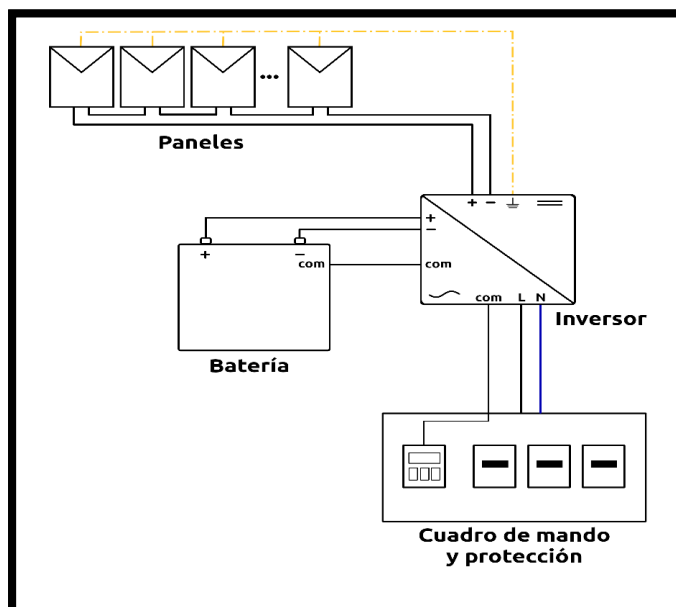 ...
Paneles
+ −
+
−
+ −
com
com
com L N
Inversor
Batería
Cuadro de mando
y protección